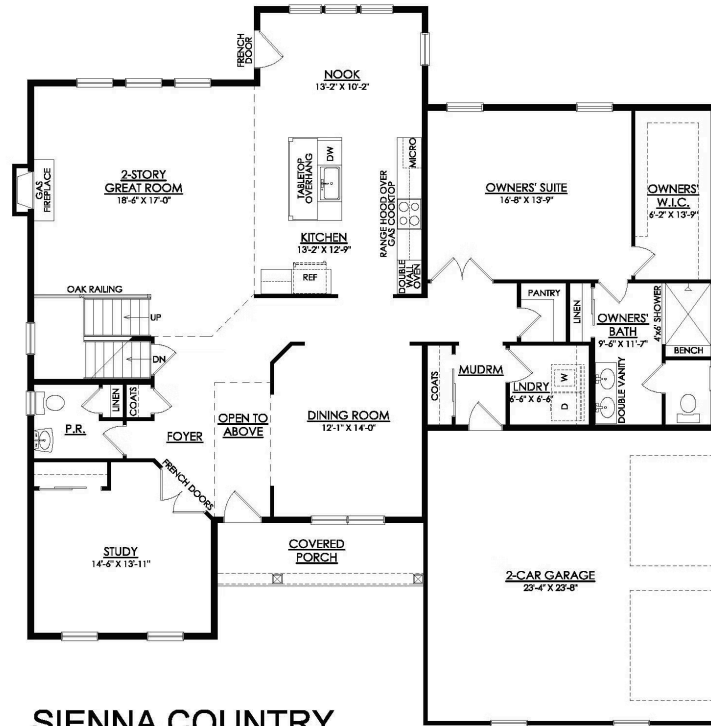 FRENCH
DOOR
NOOK
13'-2" X 10'-2"
2-STORY
GREAT ROOM
18'-6" X 17'-0"
GAS
FIREPLACE
TABLETOP
OVERHANG
DW
MICRO
RANGE HOOD OVER
GAS COOKTOP
KITCHEN
13'-2" X 12'-9"
REF
DOUBLE
WALL
OVEN
OWNERS' SUITE
16'-8" X 13'-9"
OWNERS'
W.I.C.
6'-2" X 13'-9"
OAK RAILING
UP
DN
PANTRY
LINEN
OWNERS'
BATH
9'-6" X 11'-7"
4'x6' SHOWER
BENCH
DOUBLE VANITY
COATS
MUDRM
LNDRY
6'-6" X 6'-6"
W
D
LINEN
COATS
P.R.
FOYER
OPEN TO
ABOVE
DINING ROOM
12'-1" X 14'-0"
FRENCH DOORS
STUDY
14'-6" X 13'-11"
COVERED
PORCH
2-CAR GARAGE
23'-4" X 23'-8"
SIENNA COUNTRY